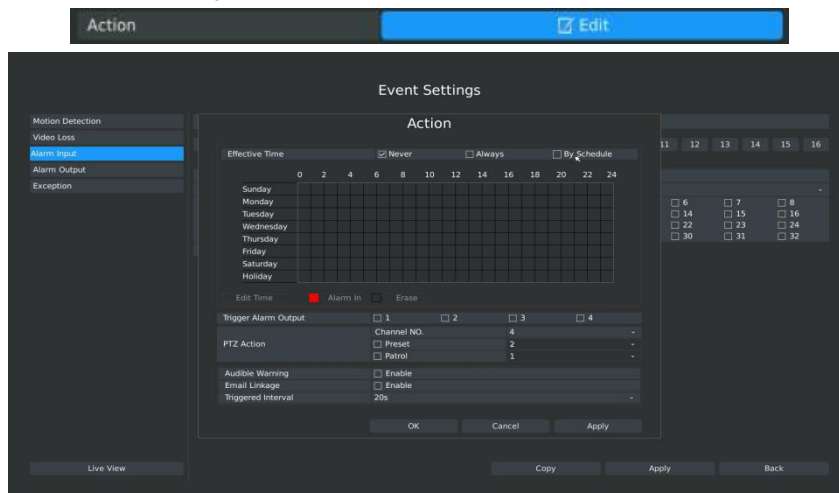 Action Edit
Event Settings
Motion Detection
Video Loss
Alarm Input
Alarm Output
Exception
Action
Effective Time Never Always By Schedule
11 12 13 14 15 16
0 2 4 6 8 10 12 14 16 18 20 22 24
Sunday
Monday
Tuesday
Wednesday
Thursday
Friday
Saturday
Holiday
6 7 8
14 15 16
22 23 24
30 31 32
Edit Time Alarm In Erase
Trigger Alarm Output 1 2 3 4
PTZ Action
Channel NO. 4
Preset 2
Patrol 1
Audible Warning Enable
Email Linkage Enable
Triggered Interval 20s
OK Cancel Apply
Live View Copy Apply Back